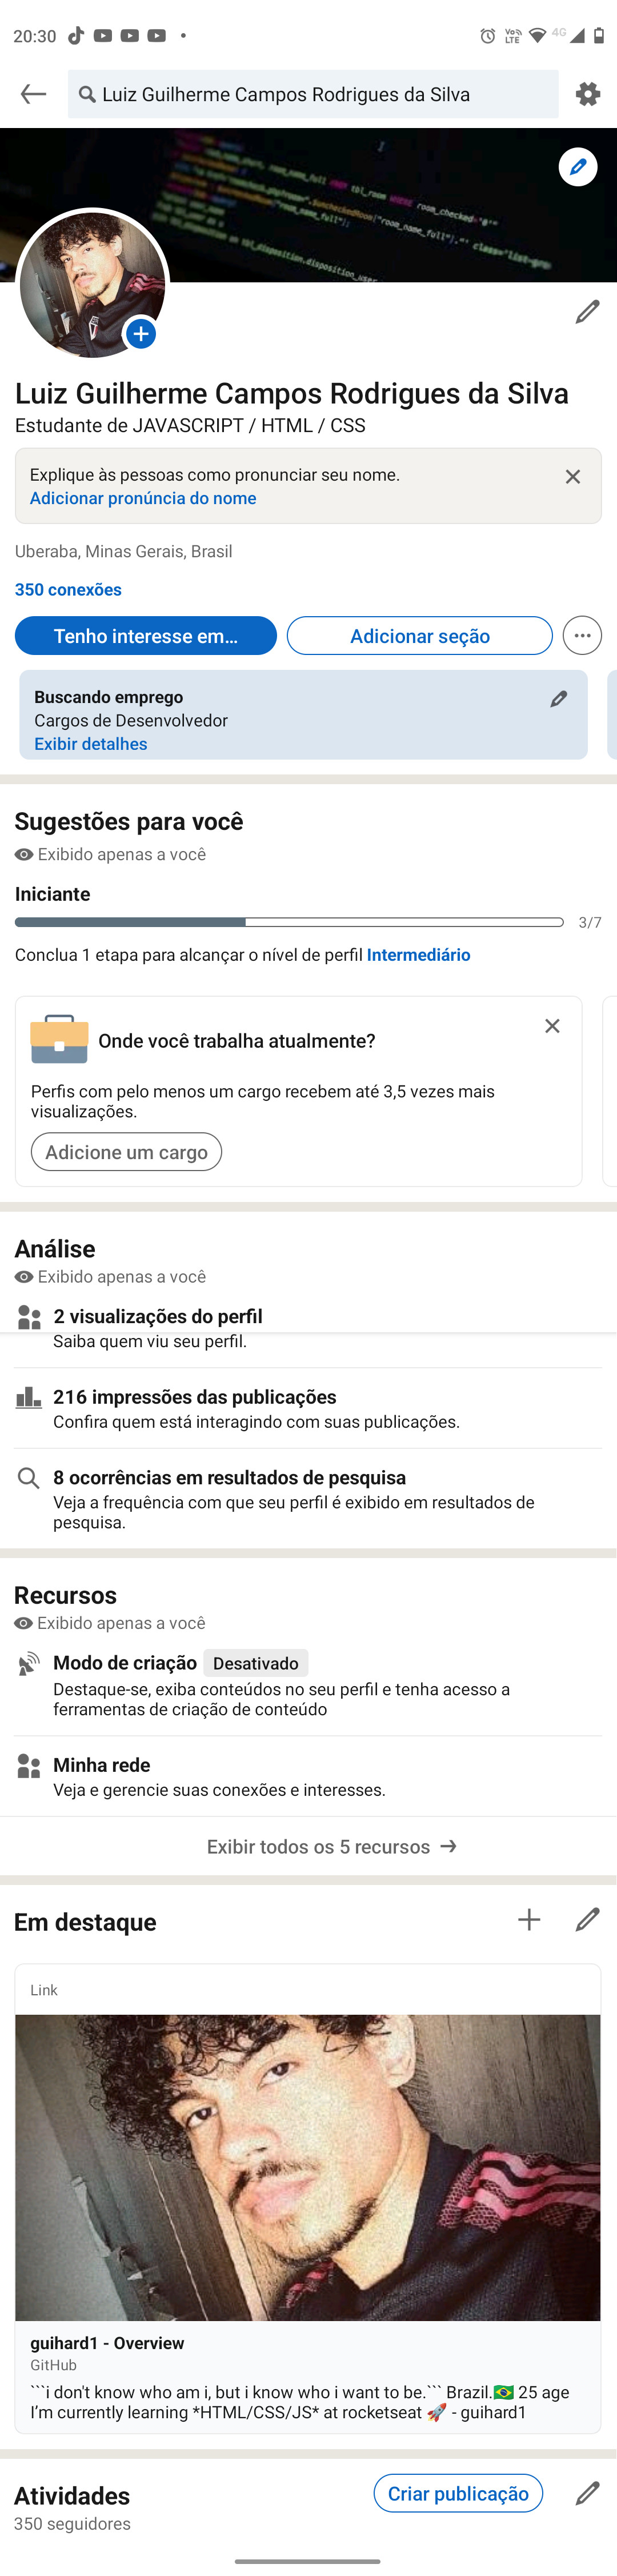 20:30
Vo LTE
4G
Luiz Guilherme Campos Rodrigues da Silva
Luiz Guilherme Campos Rodrigues da Silva
Estudante de JAVASCRIPT / HTML / CSS
Explique às pessoas como pronunciar seu nome.
Adicionar pronúncia do nome
Uberaba, Minas Gerais, Brasil
350 conexões
Tenho interesse em...
Adicionar seção
Buscando emprego
Cargos de Desenvolvedor
Exibir detalhes
Sugestões para você
Exibido apenas a você
Iniciante
3/7
Conclua 1 etapa para alcançar o nível de perfil Intermediário
Onde você trabalha atualmente?
Perfis com pelo menos um cargo recebem até 3,5 vezes mais
visualizações.
Adicione um cargo
Análise
Exibido apenas a você
2 visualizações do perfil
Saiba quem viu seu perfil.
216 impressões das publicações
Confira quem está interagindo com suas publicações.
8 ocorrências em resultados de pesquisa
Veja a frequência com que seu perfil é exibido em resultados de
pesquisa.
Recursos
Exibido apenas a você
Modo de criação Desativado
Destaque-se, exiba conteúdos no seu perfil e tenha acesso a
ferramentas de criação de conteúdo
Minha rede
Veja e gerencie suas conexões e interesses.
Exibir todos os 5 recursos →
Em destaque
Link
guihard1 - Overview
GitHub
```i don't know who am i, but i know who i want to be.``` Brazil.🇧🇷 25 age
I'm currently learning *HTML/CSS/JS* at rocketseat 🚀 - guihard1
Atividades
Criar publicação
350 seguidores